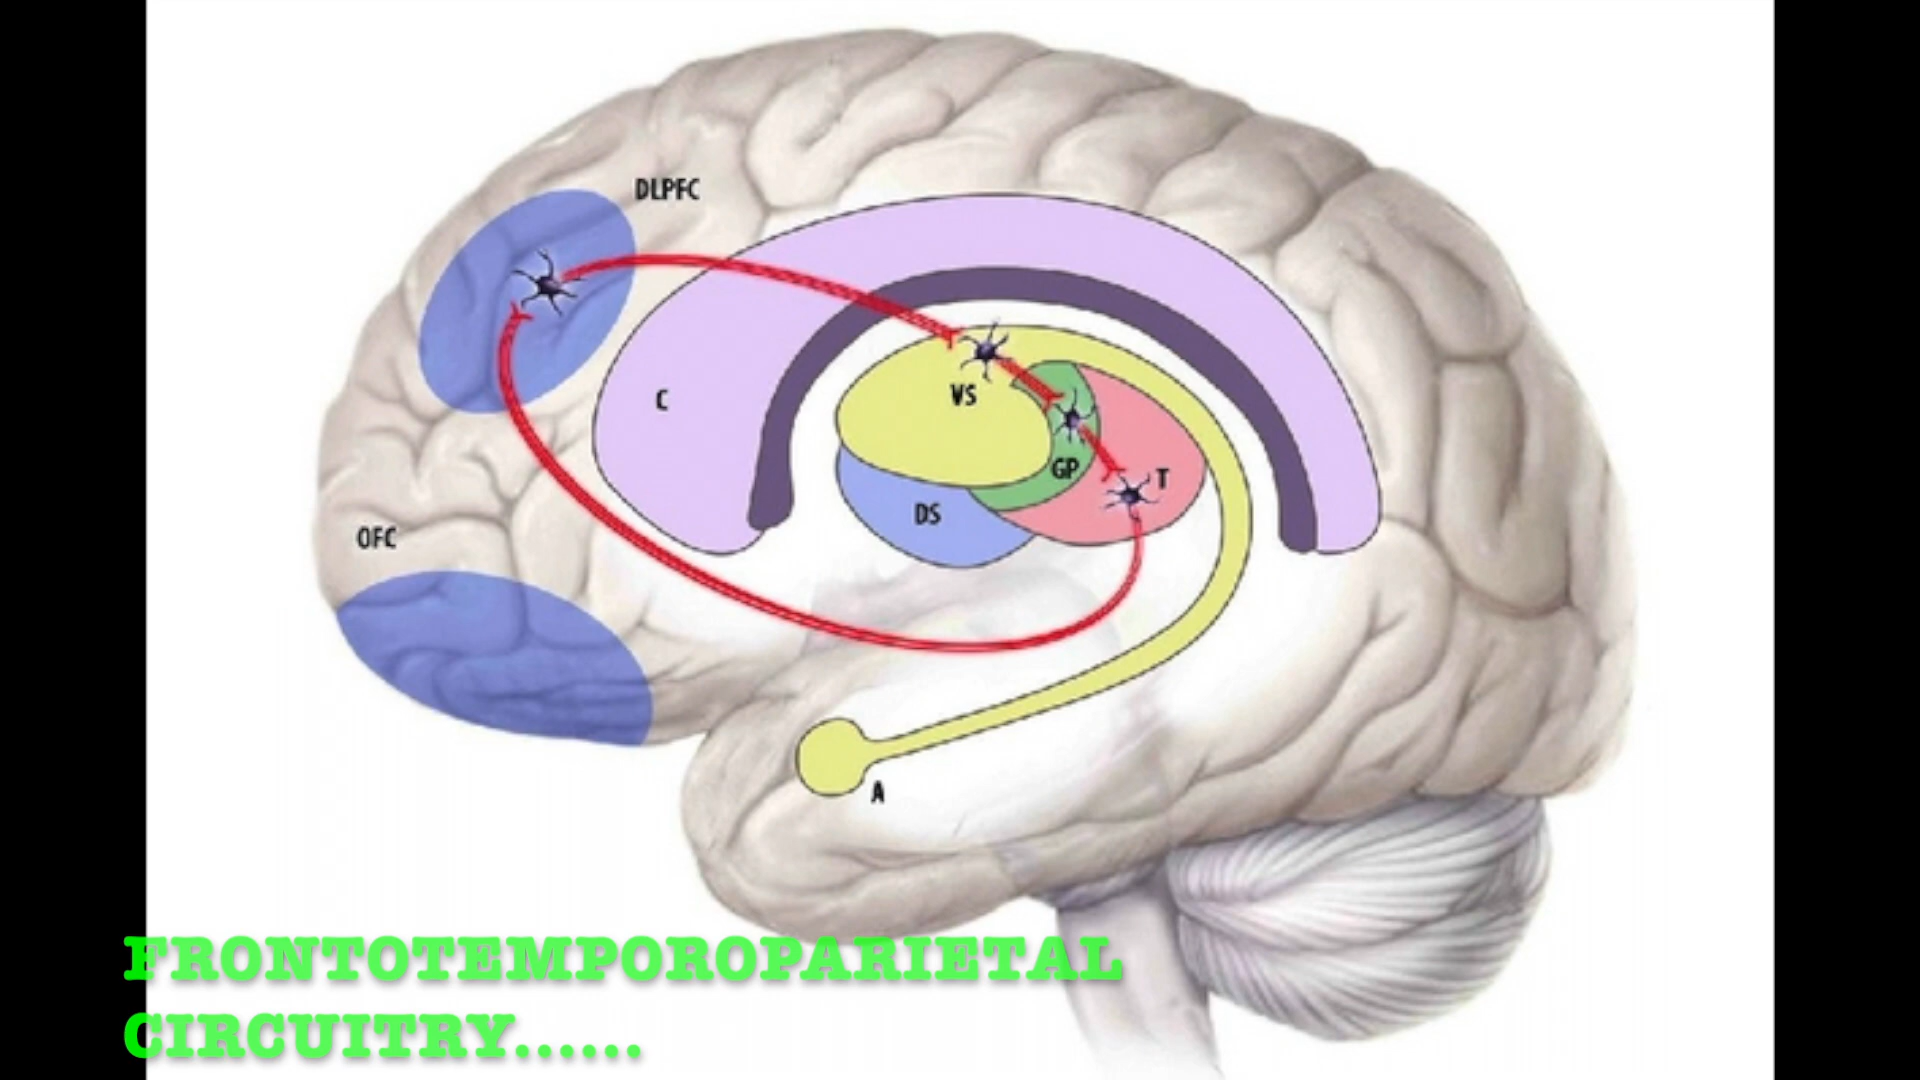 DLPFC
C
VS
GP
T
DS
OFC
A
FRONTOTEMPOROPARIETAL
CIRCUITRY......